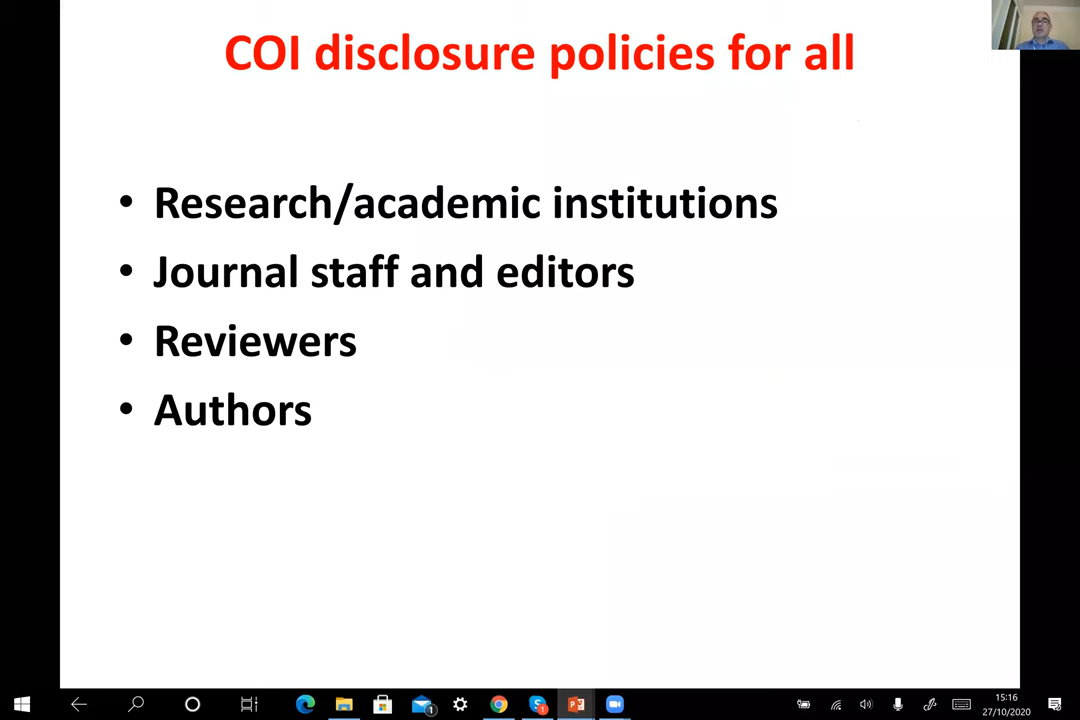 COI disclosure policies for all
• Research/academic institutions
• Journal staff and editors
• Reviewers
• Authors
15:16
27/10/2020